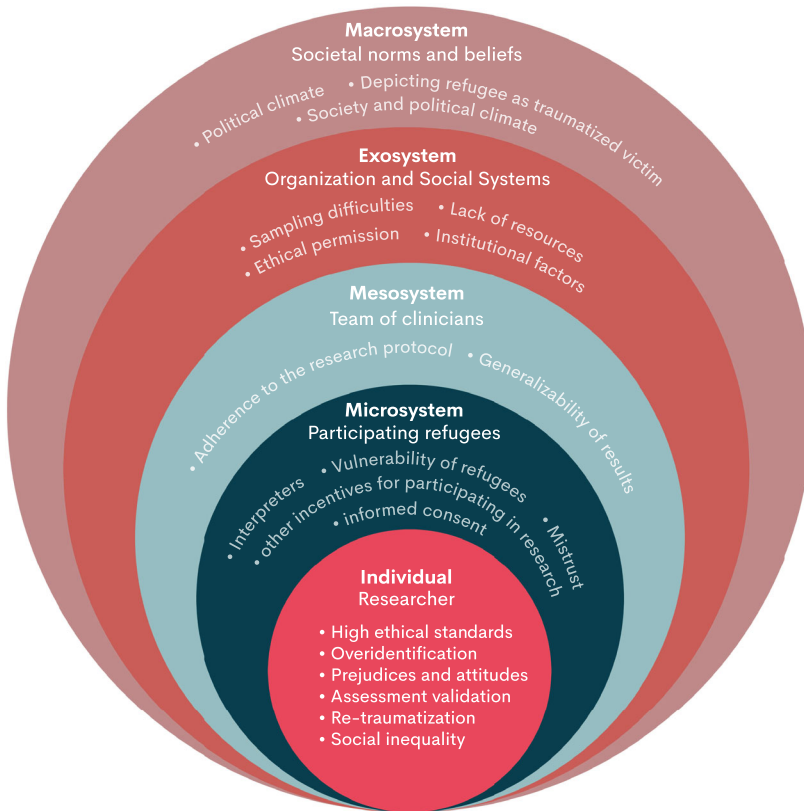 Macrosystem
Societal norms and beliefs
• Political climate
• Depicting refugee as traumatized victim
• Society and political climate
Exosystem
Organization and Social Systems
• Sampling difficulties
• Lack of resources
• Ethical permission
• Institutional factors
Mesosystem
Team of clinicians
• Adherence to the research protocol
• Generalizability of results
Microsystem
Participating refugees
• Interpreters
• Vulnerability of refugees
• other incentives for participating in research
• informed consent
• Mistrust
Individual
Researcher
• High ethical standards
• Overidentification
• Prejudices and attitudes
• Assessment validation
• Re-traumatization
• Social inequality